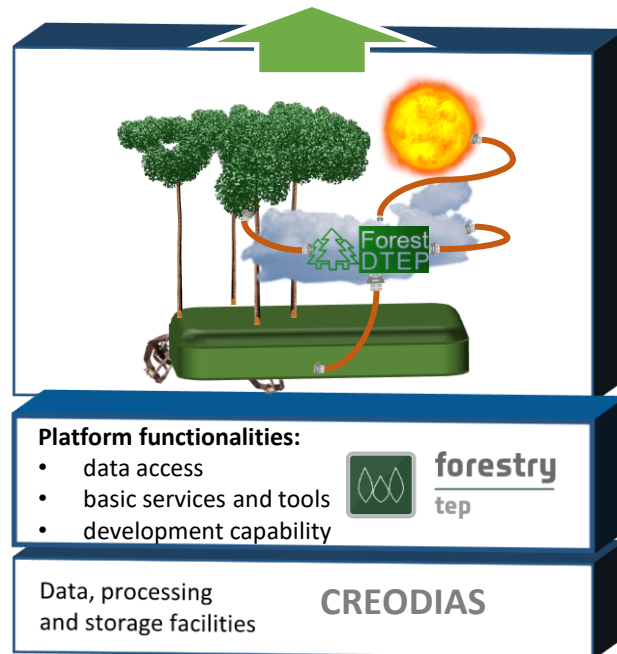 Forest
DTEP
Platform functionalities:
• data access
• basic services and tools
• development capability
forestry
tep
Data, processing
and storage facilities
CREODIAS